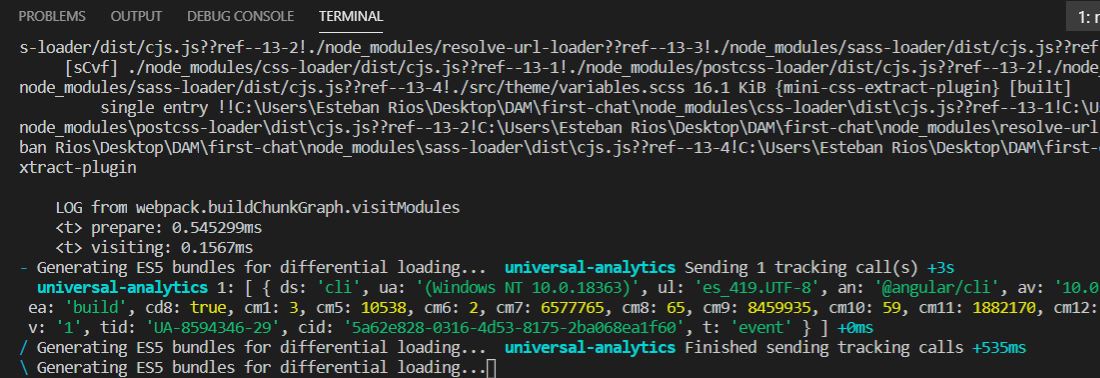 PROBLEMS OUTPUT DEBUG CONSOLE TERMINAL 1: r
s-loader/dist/cjs.js??ref--13-2!./node_modules/resolve-url-loader??ref--13-3!./node_modules/sass-loader/dist/cjs.js??ref
[sCvf] ./node_modules/css-loader/dist/cjs.js??ref--13-1!./node_modules/postcss-loader/dist/cjs.js??ref--13-2!./node_
node_modules/sass-loader/dist/cjs.js??ref--13-4!./src/theme/variables.scss 16.1 KiB {mini-css-extract-plugin} [built]
single entry !!C:\Users\Esteban Rios\Desktop\DAM\first-chat\node_modules\css-loader\dist\cjs.js??ref--13-1!C:\U
node_modules\postcss-loader\dist\cjs.js??ref--13-2!C:\Users\Esteban Rios\Desktop\DAM\first-chat\node_modules\resolve-url
ban Rios\Desktop\DAM\first-chat\node_modules\sass-loader\dist\cjs.js??ref--13-4!C:\Users\Esteban Rios\Desktop\DAM\first-
xtract-plugin
LOG from webpack.buildChunkGraph.visitModules
<t> prepare: 0.545299ms
<t> visiting: 0.1567ms
- Generating ES5 bundles for differential loading... universal-analytics Sending 1 tracking call(s) +3s
universal-analytics 1: [ { ds: 'cli', ua: '(Windows NT 10.0.18363)', ul: 'es_419.UTF-8', an: '@angular/cli', av: '10.0
ea: 'build', cd8: true, cm1: 3, cm5: 10538, cm6: 2, cm7: 6577765, cm8: 65, cm9: 8459935, cm10: 59, cm11: 1882170, cm12:
v: '1', tid: 'UA-8594346-29', cid: '5a62e828-0316-4d53-8175-2ba068ea1f60', t: 'event' } ] +0ms
/ Generating ES5 bundles for differential loading... universal-analytics Finished sending tracking calls +535ms
\ Generating ES5 bundles for differential loading...